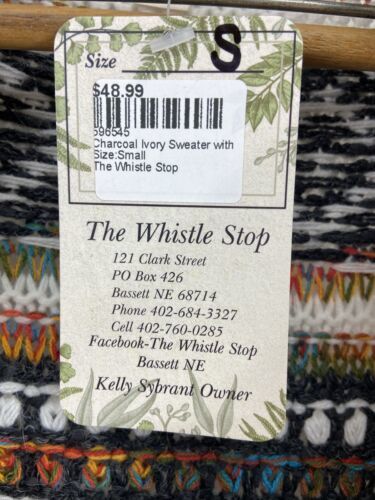 Size S
$48.99
596545
Charcoal Ivory Sweater with
Size:Small
The Whistle Stop
The Whistle Stop
121 Clark Street
PO Box 426
Bassett NE 68714
Phone 402-684-3327
Cell 402-760-0285
Facebook-The Whistle Stop
Bassett NE
Kelly Sybrant Owner